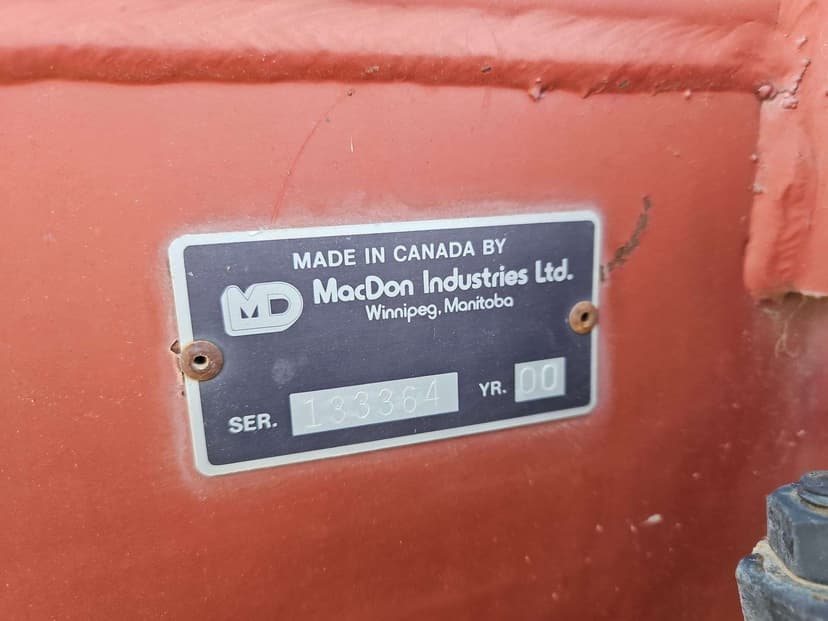 MADE IN CANADA BY
MD MacDon Industries Ltd.
Winnipeg, Manitoba
SER. 133364 YR. 00